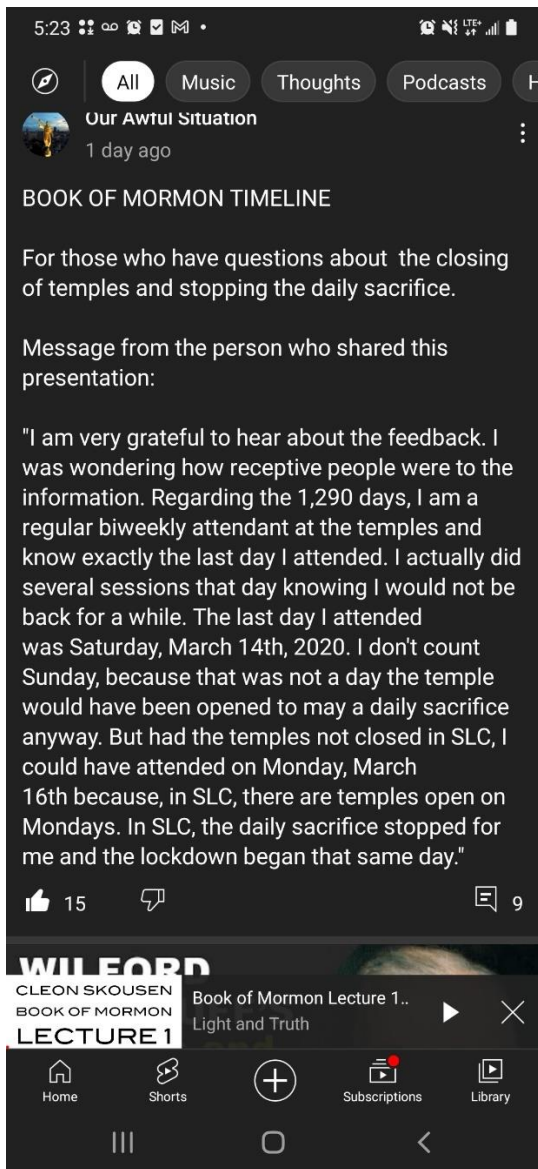 5:23
LTE+
All
Music
Thoughts
Podcasts
H
Our Awful Situation
1 day ago
BOOK OF MORMON TIMELINE
For those who have questions about the closing
of temples and stopping the daily sacrifice.
Message from the person who shared this
presentation:
"I am very grateful to hear about the feedback. I
was wondering how receptive people were to the
information. Regarding the 1,290 days, I am a
regular biweekly attendant at the temples and
know exactly the last day I attended. I actually did
several sessions that day knowing I would not be
back for a while. The last day I attended
was Saturday, March 14th, 2020. I don't count
Sunday, because that was not a day the temple
would have been opened to may a daily sacrifice
anyway. But had the temples not closed in SLC, I
could have attended on Monday, March
16th because, in SLC, there are temples open on
Mondays. In SLC, the daily sacrifice stopped for
me and the lockdown began that same day."
15
9
WILFORD
CLEON SKOUSEN
BOOK OF MORMON
LECTURE 1
Book of Mormon Lecture 1..
Light and Truth
Home
Shorts
Subscriptions
Library